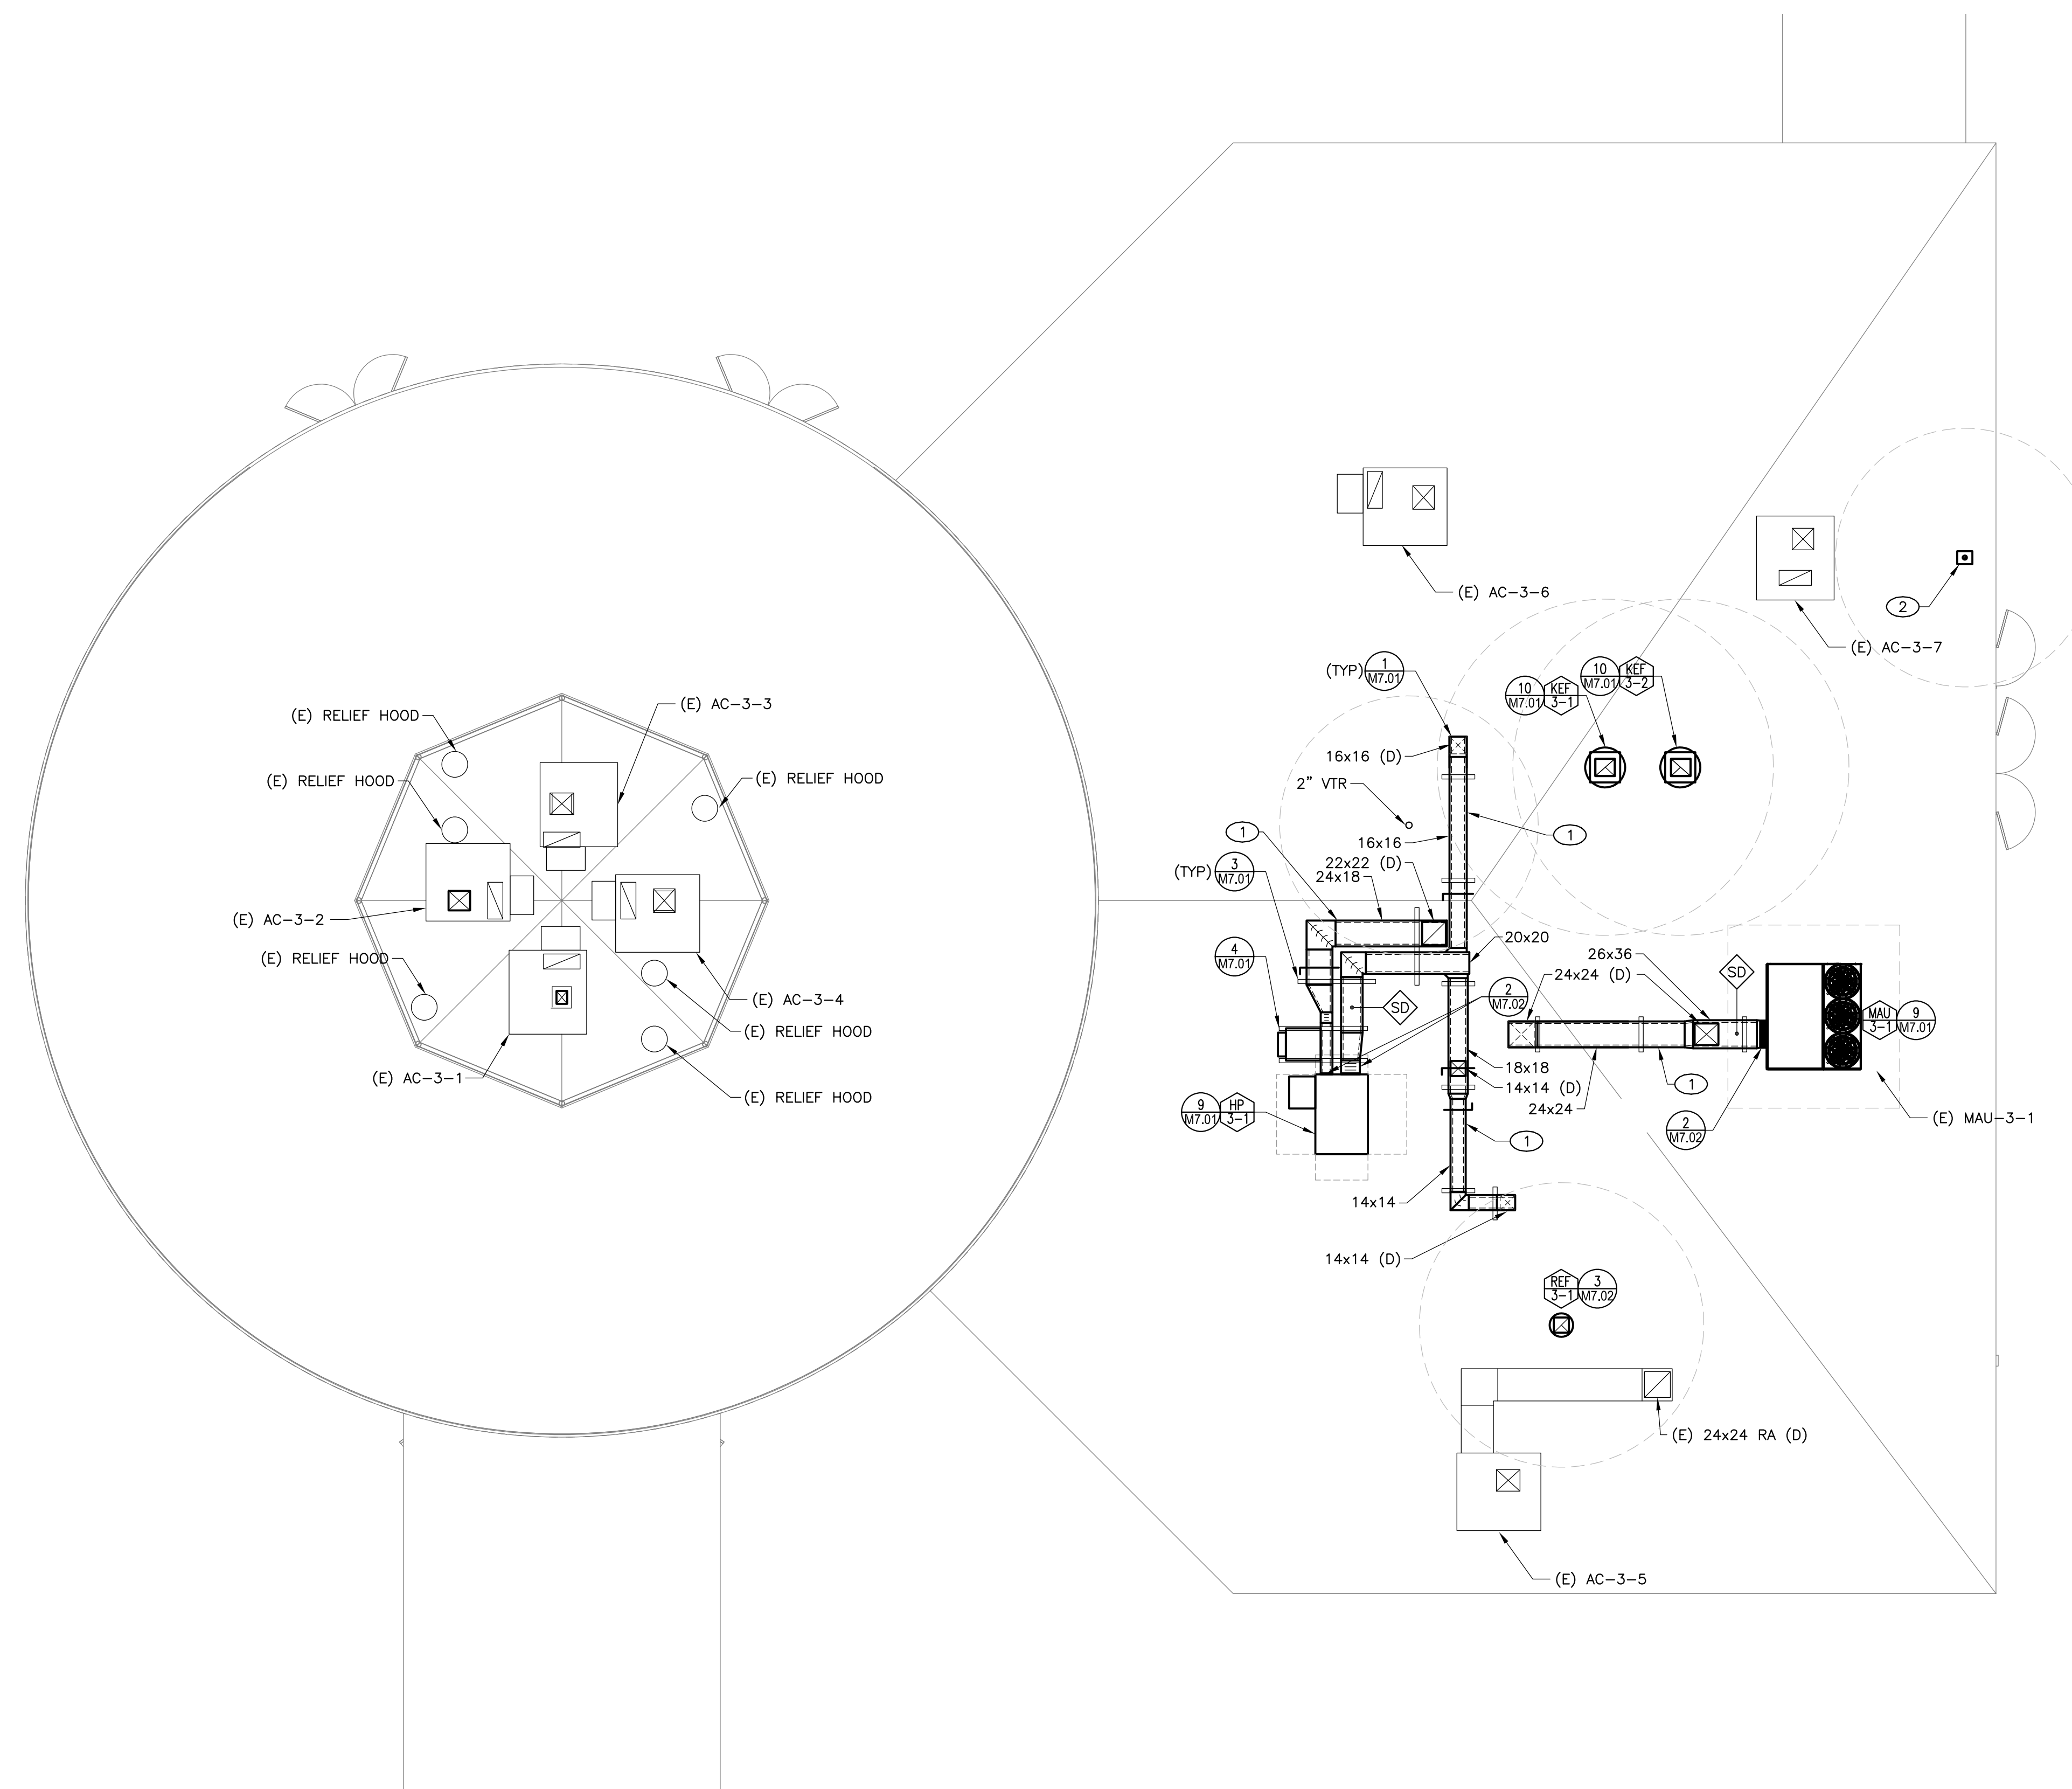 (E) AC-3-6
(E) AC-3-7
2
(TYP)
1
M7.01
10
M7.01
KEF
3-1
10
M7.01
KEF
3-2
(E) AC-3-3
(E) RELIEF HOOD
(E) RELIEF HOOD
(E) RELIEF HOOD
16x16 (D)
2" VTR
1
16x16
1
22x22 (D)
24x18
(TYP)
3
M7.01
(E) AC-3-2
(E) RELIEF HOOD
4
M7.01
20x20
26x36
24x24 (D)
SD
2
M7.02
SD
MAU
3-1
9
M7.01
(E) AC-3-4
(E) RELIEF HOOD
(E) AC-3-1
(E) RELIEF HOOD
18x18
14x14 (D)
24x24
1
9
M7.01
HP
3-1
1
2
M7.02
(E) MAU-3-1
14x14
14x14 (D)
REF
3-1
3
M7.02
(E) 24x24 RA (D)
(E) AC-3-5